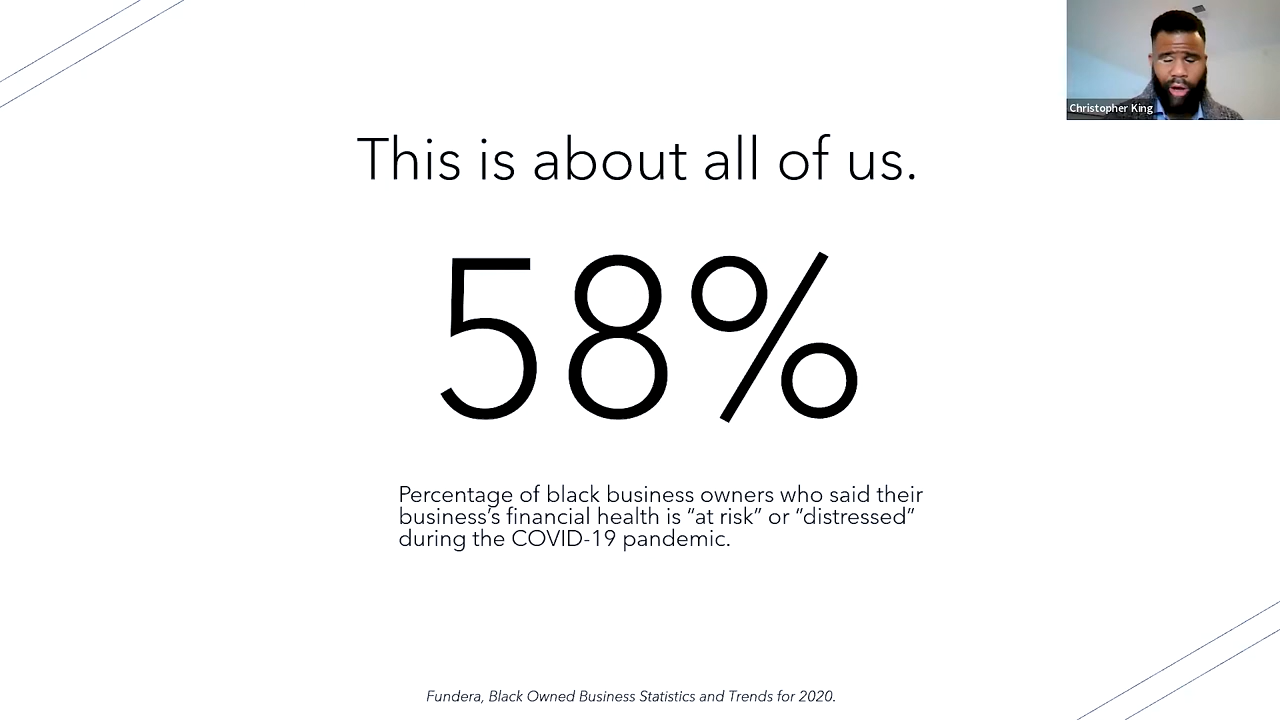 Christopher King
This is about all of us.
58%
Percentage of black business owners who said their
business’s financial health is “at risk” or “distressed”
during the COVID-19 pandemic.
Fundera, Black Owned Business Statistics and Trends for 2020.